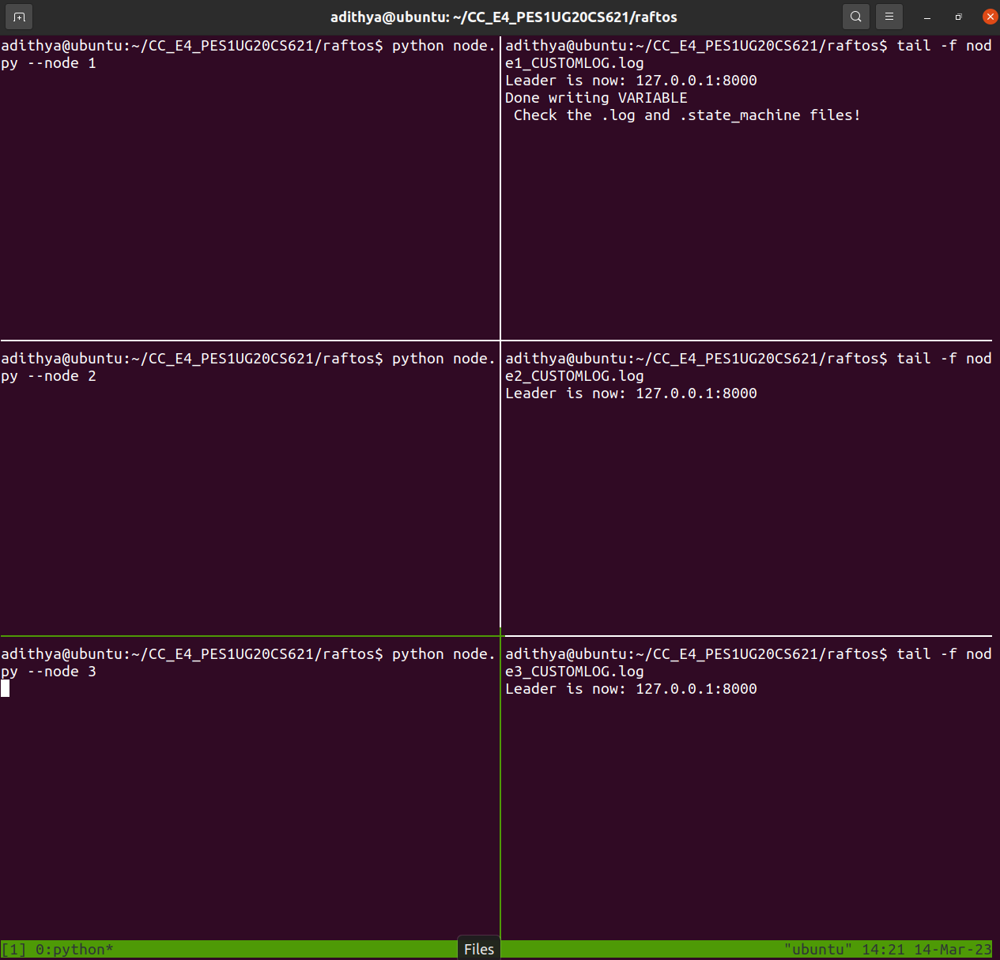 adithya@ubuntu: ~/CC_E4_PES1UG20CS621/raftos
adithya@ubuntu:~/CC_E4_PES1UG20CS621/raftos$ python node.
py --node 1
adithya@ubuntu:~/CC_E4_PES1UG20CS621/raftos$ tail -f nod
e1_CUSTOMLOG.log
Leader is now: 127.0.0.1:8000
Done writing VARIABLE
 Check the .log and .state_machine files!
adithya@ubuntu:~/CC_E4_PES1UG20CS621/raftos$ python node.
py --node 2
adithya@ubuntu:~/CC_E4_PES1UG20CS621/raftos$ tail -f nod
e2_CUSTOMLOG.log
Leader is now: 127.0.0.1:8000
adithya@ubuntu:~/CC_E4_PES1UG20CS621/raftos$ python node.
py --node 3
adithya@ubuntu:~/CC_E4_PES1UG20CS621/raftos$ tail -f nod
e3_CUSTOMLOG.log
Leader is now: 127.0.0.1:8000
[1] 0:python*
Files
"ubuntu" 14:21 14-Mar-23